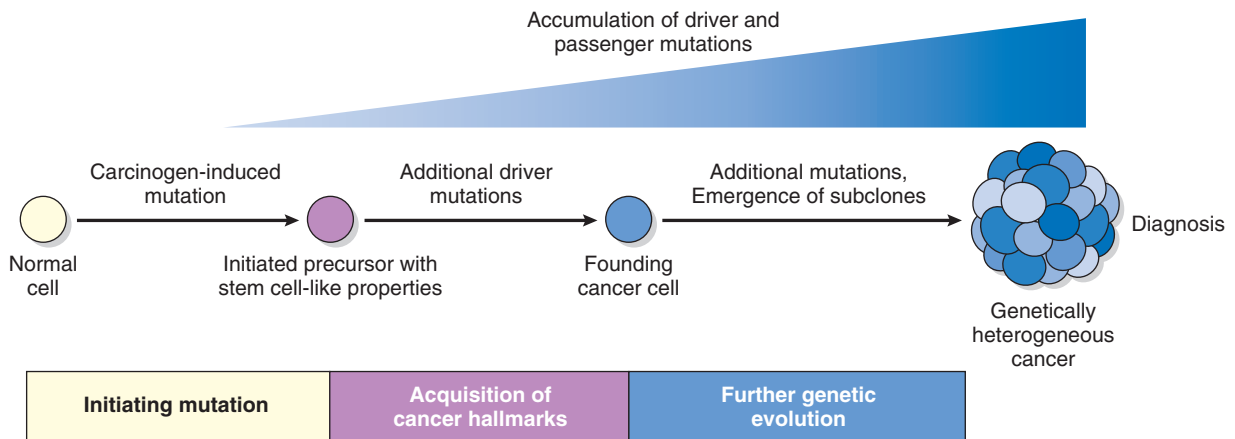 Accumulation of driver and
passenger mutations
Carcinogen-induced
mutation
Additional driver
mutations
Additional mutations,
Emergence of subclones
Diagnosis
Normal
cell
Initiated precursor with
stem cell-like properties
Founding
cancer cell
Genetically
heterogeneous
cancer
Initiating mutation
Acquisition of
cancer hallmarks
Further genetic
evolution